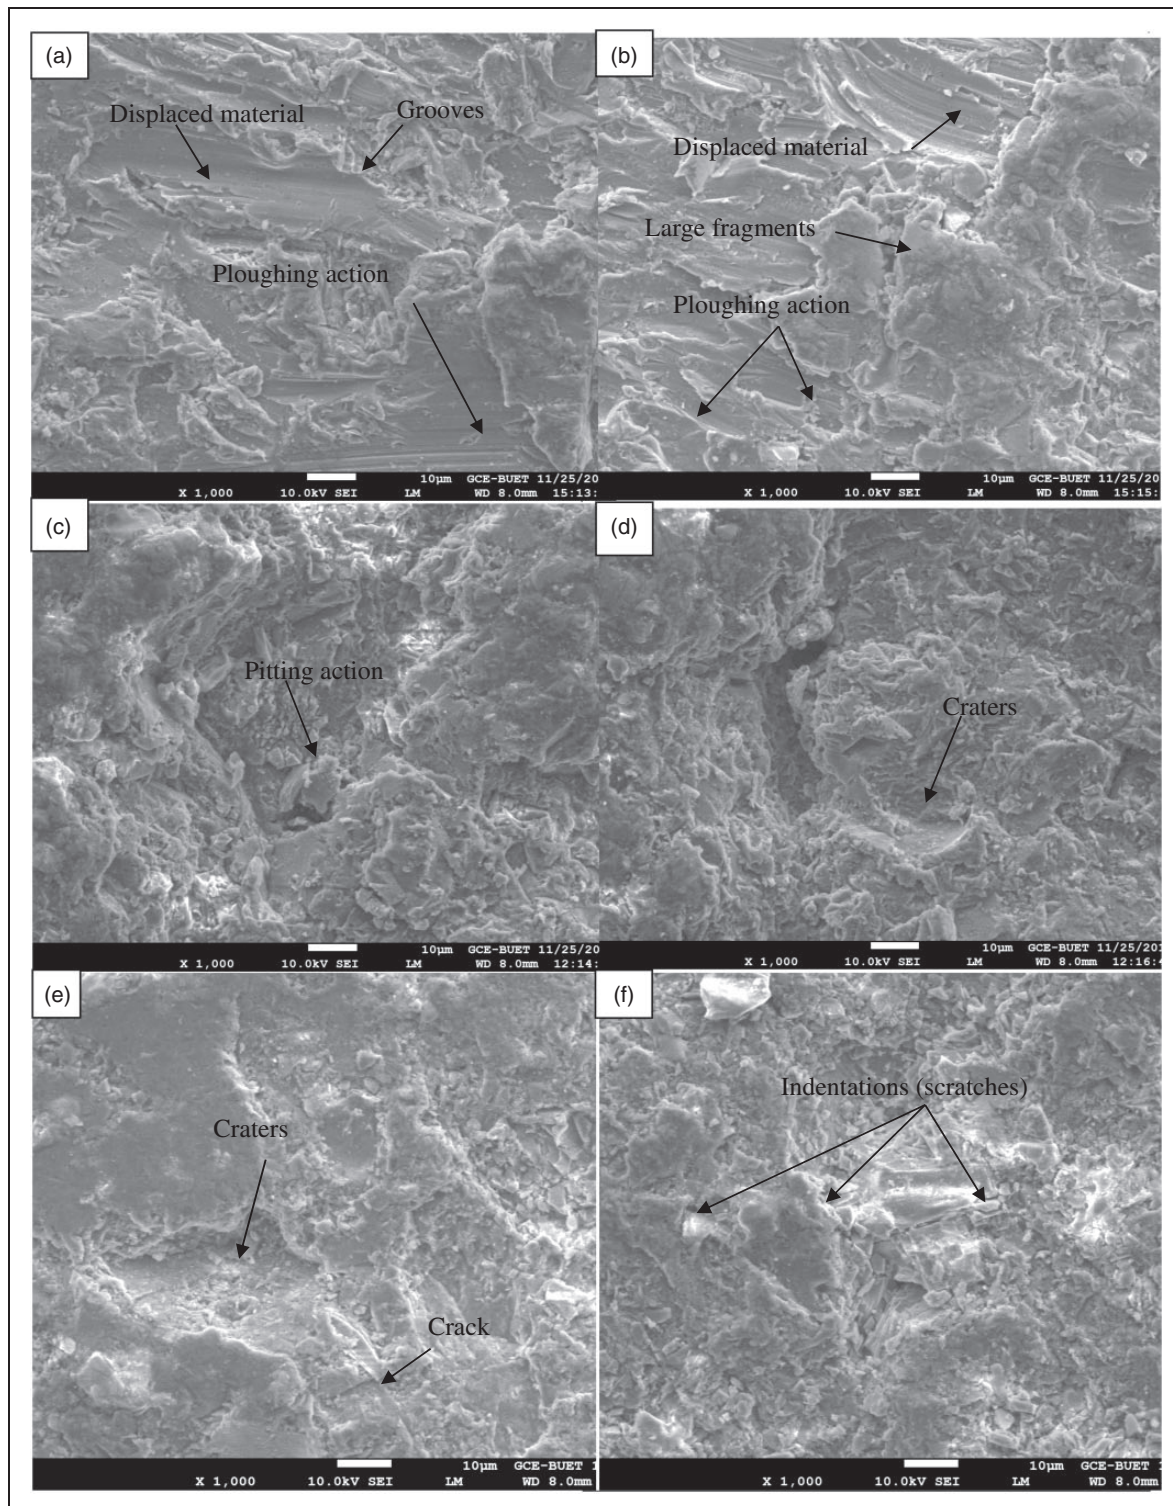 (a)
Displaced material
Grooves
Ploughing action
10µm GCE-BUET 11/25/20
X 1,000 10.0kV SEI LM WD 8.0mm 15:13:
(b)
Displaced material
Large fragments
Ploughing action
10µm GCE-BUET 11/25/20
X 1,000 10.0kV SEI LM WD 8.0mm 15:15:
(c)
Pitting action
10µm GCE-BUET 11/25/20
X 1,000 10.0kV SEI LM WD 8.0mm 12:14:
(d)
Craters
10µm GCE-BUET 11/25/201
X 1,000 10.0kV SEI LM WD 8.0mm 12:16:4
(e)
Craters
Crack
10µm GCE-BUET 1
X 1,000 10.0kV SEI LM WD 8.0mm
(f)
Indentations (scratches)
10µm GCE-BUET 1
X 1,000 10.0kV SEI LM WD 8.0mm